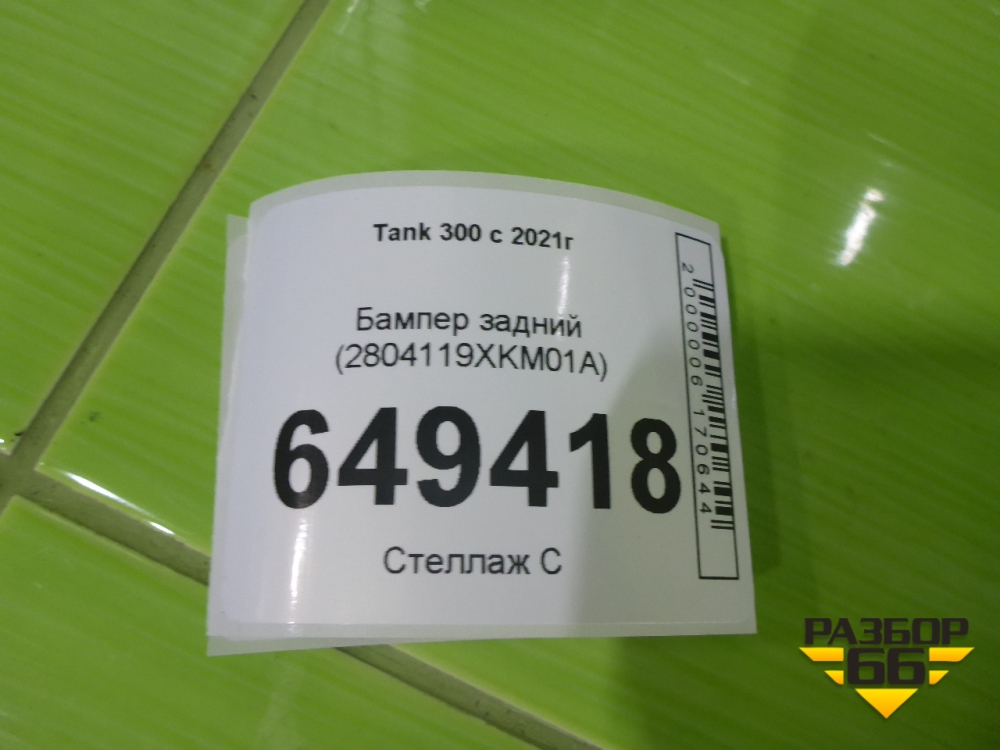 Tank 300 с 2021г
Бампер задний
(2804119XKM01A)
649418
Стеллаж С
2000006170644
РАЗБОР
66